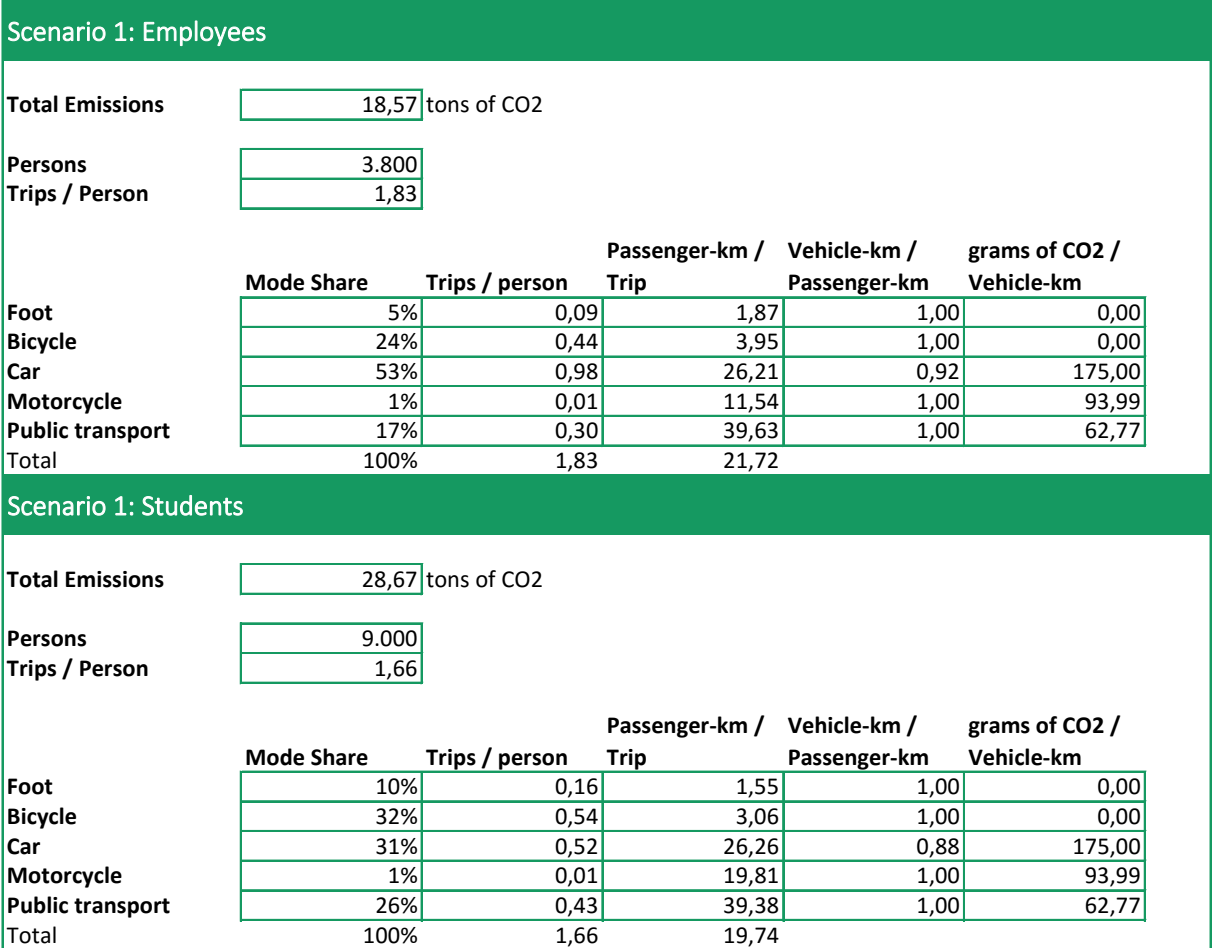 Scenario 1: Employees
Total Emissions 18,57 tons of CO2
Persons 3.800
Trips / Person 1,83
Passenger-km / Vehicle-km / grams of CO2 /
Mode Share Trips / person Trip Passenger-km Vehicle-km
Foot 5% 0,09 1,87 1,00 0,00
Bicycle 24% 0,44 3,95 1,00 0,00
Car 53% 0,98 26,21 0,92 175,00
Motorcycle 1% 0,01 11,54 1,00 93,99
Public transport 17% 0,30 39,63 1,00 62,77
Total 100% 1,83 21,72
Scenario 1: Students
Total Emissions 28,67 tons of CO2
Persons 9.000
Trips / Person 1,66
Passenger-km / Vehicle-km / grams of CO2 /
Mode Share Trips / person Trip Passenger-km Vehicle-km
Foot 10% 0,16 1,55 1,00 0,00
Bicycle 32% 0,54 3,06 1,00 0,00
Car 31% 0,52 26,26 0,88 175,00
Motorcycle 1% 0,01 19,81 1,00 93,99
Public transport 26% 0,43 39,38 1,00 62,77
Total 100% 1,66 19,74